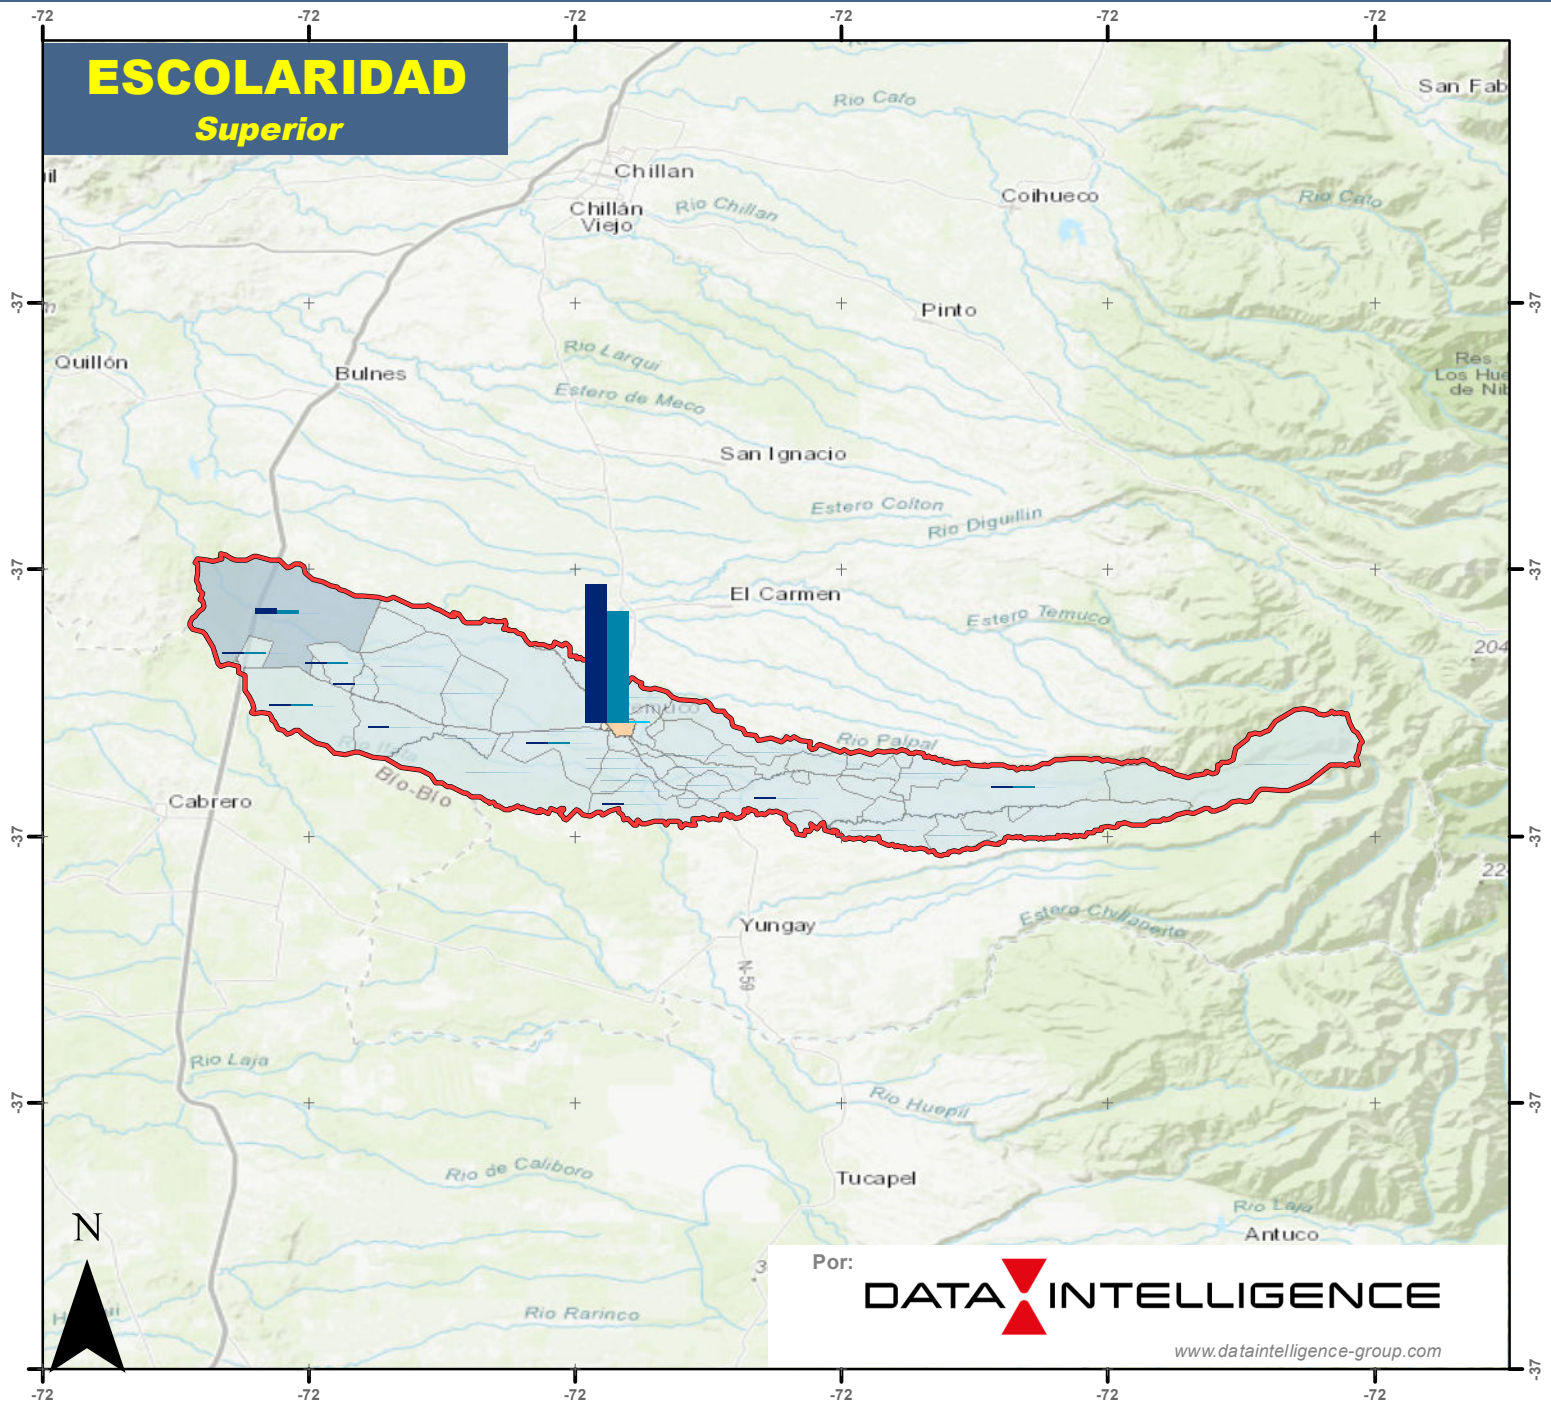 -72 -72 -72 -72 -72 -72
ESCOLARIDAD
Superior
San Fab
Rio Cato
Chillan
Coihueco
Rio Cato
Chillán
Viejo
Rio Chillan
-37
-37
Pinto
Quillón
Bulnes
Rio Larqui
Res.
Los Hue
de Ñib
Estero de Meco
San Ignacio
Estero Colton
Rio Diguillin
-37
-37
El Carmen
Estero Temuco
204
emuco
Rio Palpal
Bío-Bío
Cabrero
-37
-37
22
Yungay
Estero Chillancito
N-59
Rio Laja
-37
-37
Rio Huepil
Rio de Caliboro
Tucapel
Rio Laja
Antuco
N
Por:
DATA INTELLIGENCE
www.dataintelligence-group.com
Rio Rarinco
-37
-72 -72 -72 -72 -72 -72